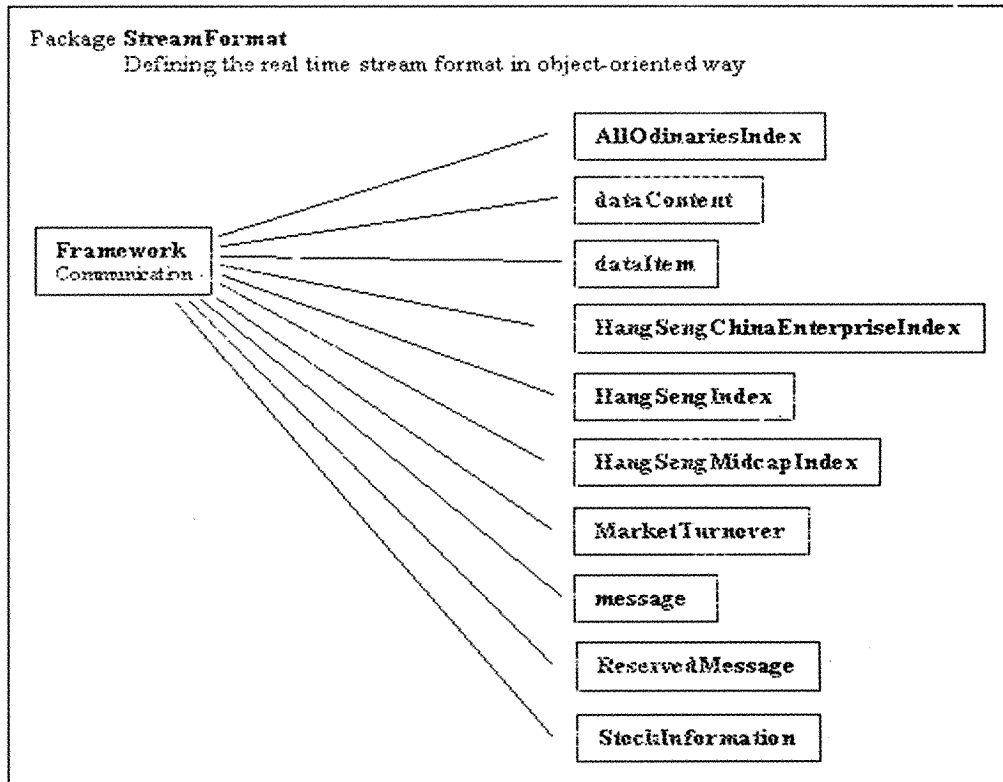 Package StreamFormat
Defining the real time stream format in object-oriented way
AllOdinariesIndex
dataContent
Framework
Communication
dataItem
HangSengChinaEnterpriseIndex
HangSengIndex
HangSengMidcapIndex
MarketTurnover
message
ReservedMessage
StockInformation